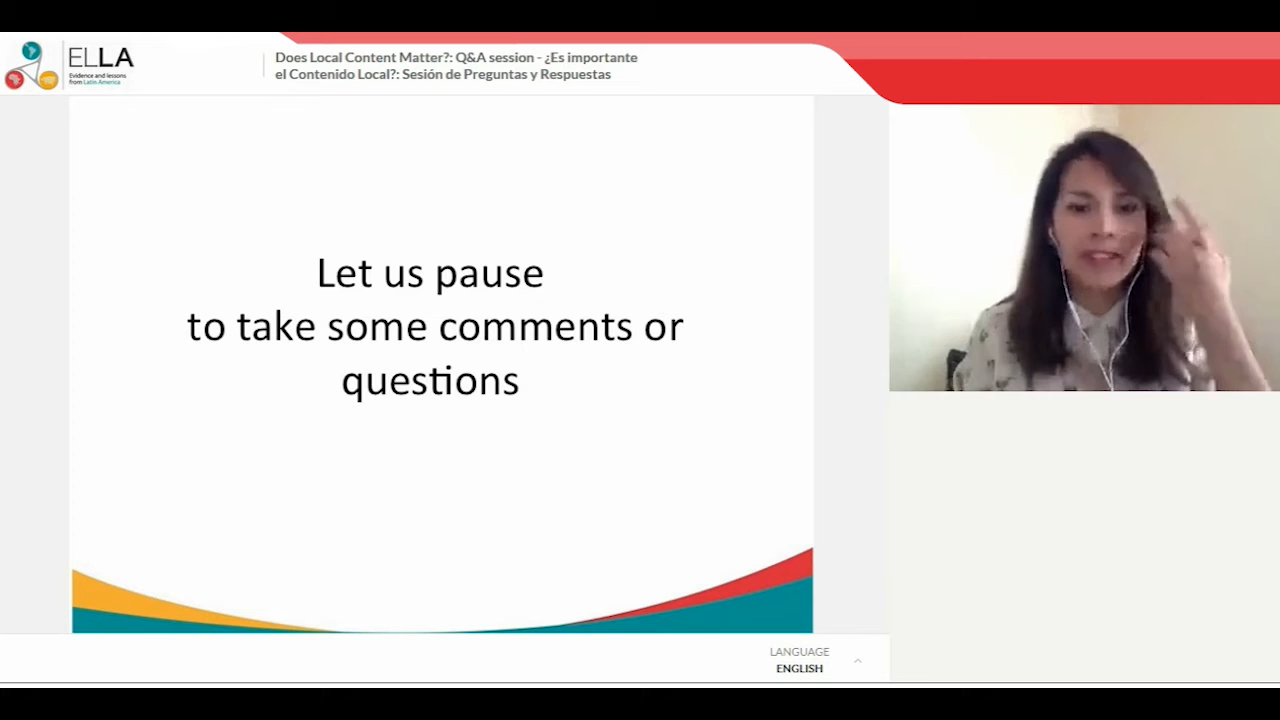 ELLA
Evidence and lessons
from Latin America
Does Local Content Matter?: Q&A session - ¿Es importante
el Contenido Local?: Sesión de Preguntas y Respuestas
Let us pause
to take some comments or
questions
LANGUAGE
ENGLISH